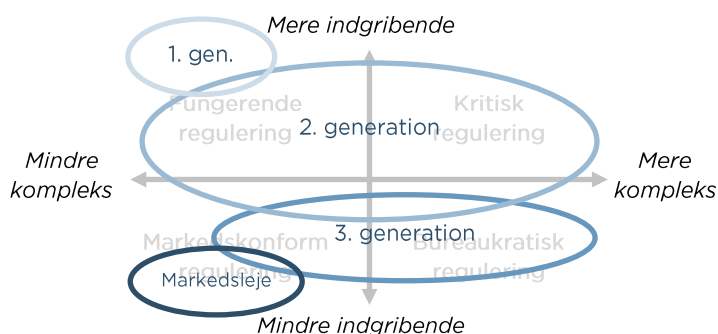 Mere indgribende
1. gen.
Fungerende
regulering
Kritisk
regulering
2. generation
Mindre
kompleks
Mere
kompleks
Markedskonform
regulering
3. generation
Bureaukratisk
regulering
Markedsleje
Mindre indgribende